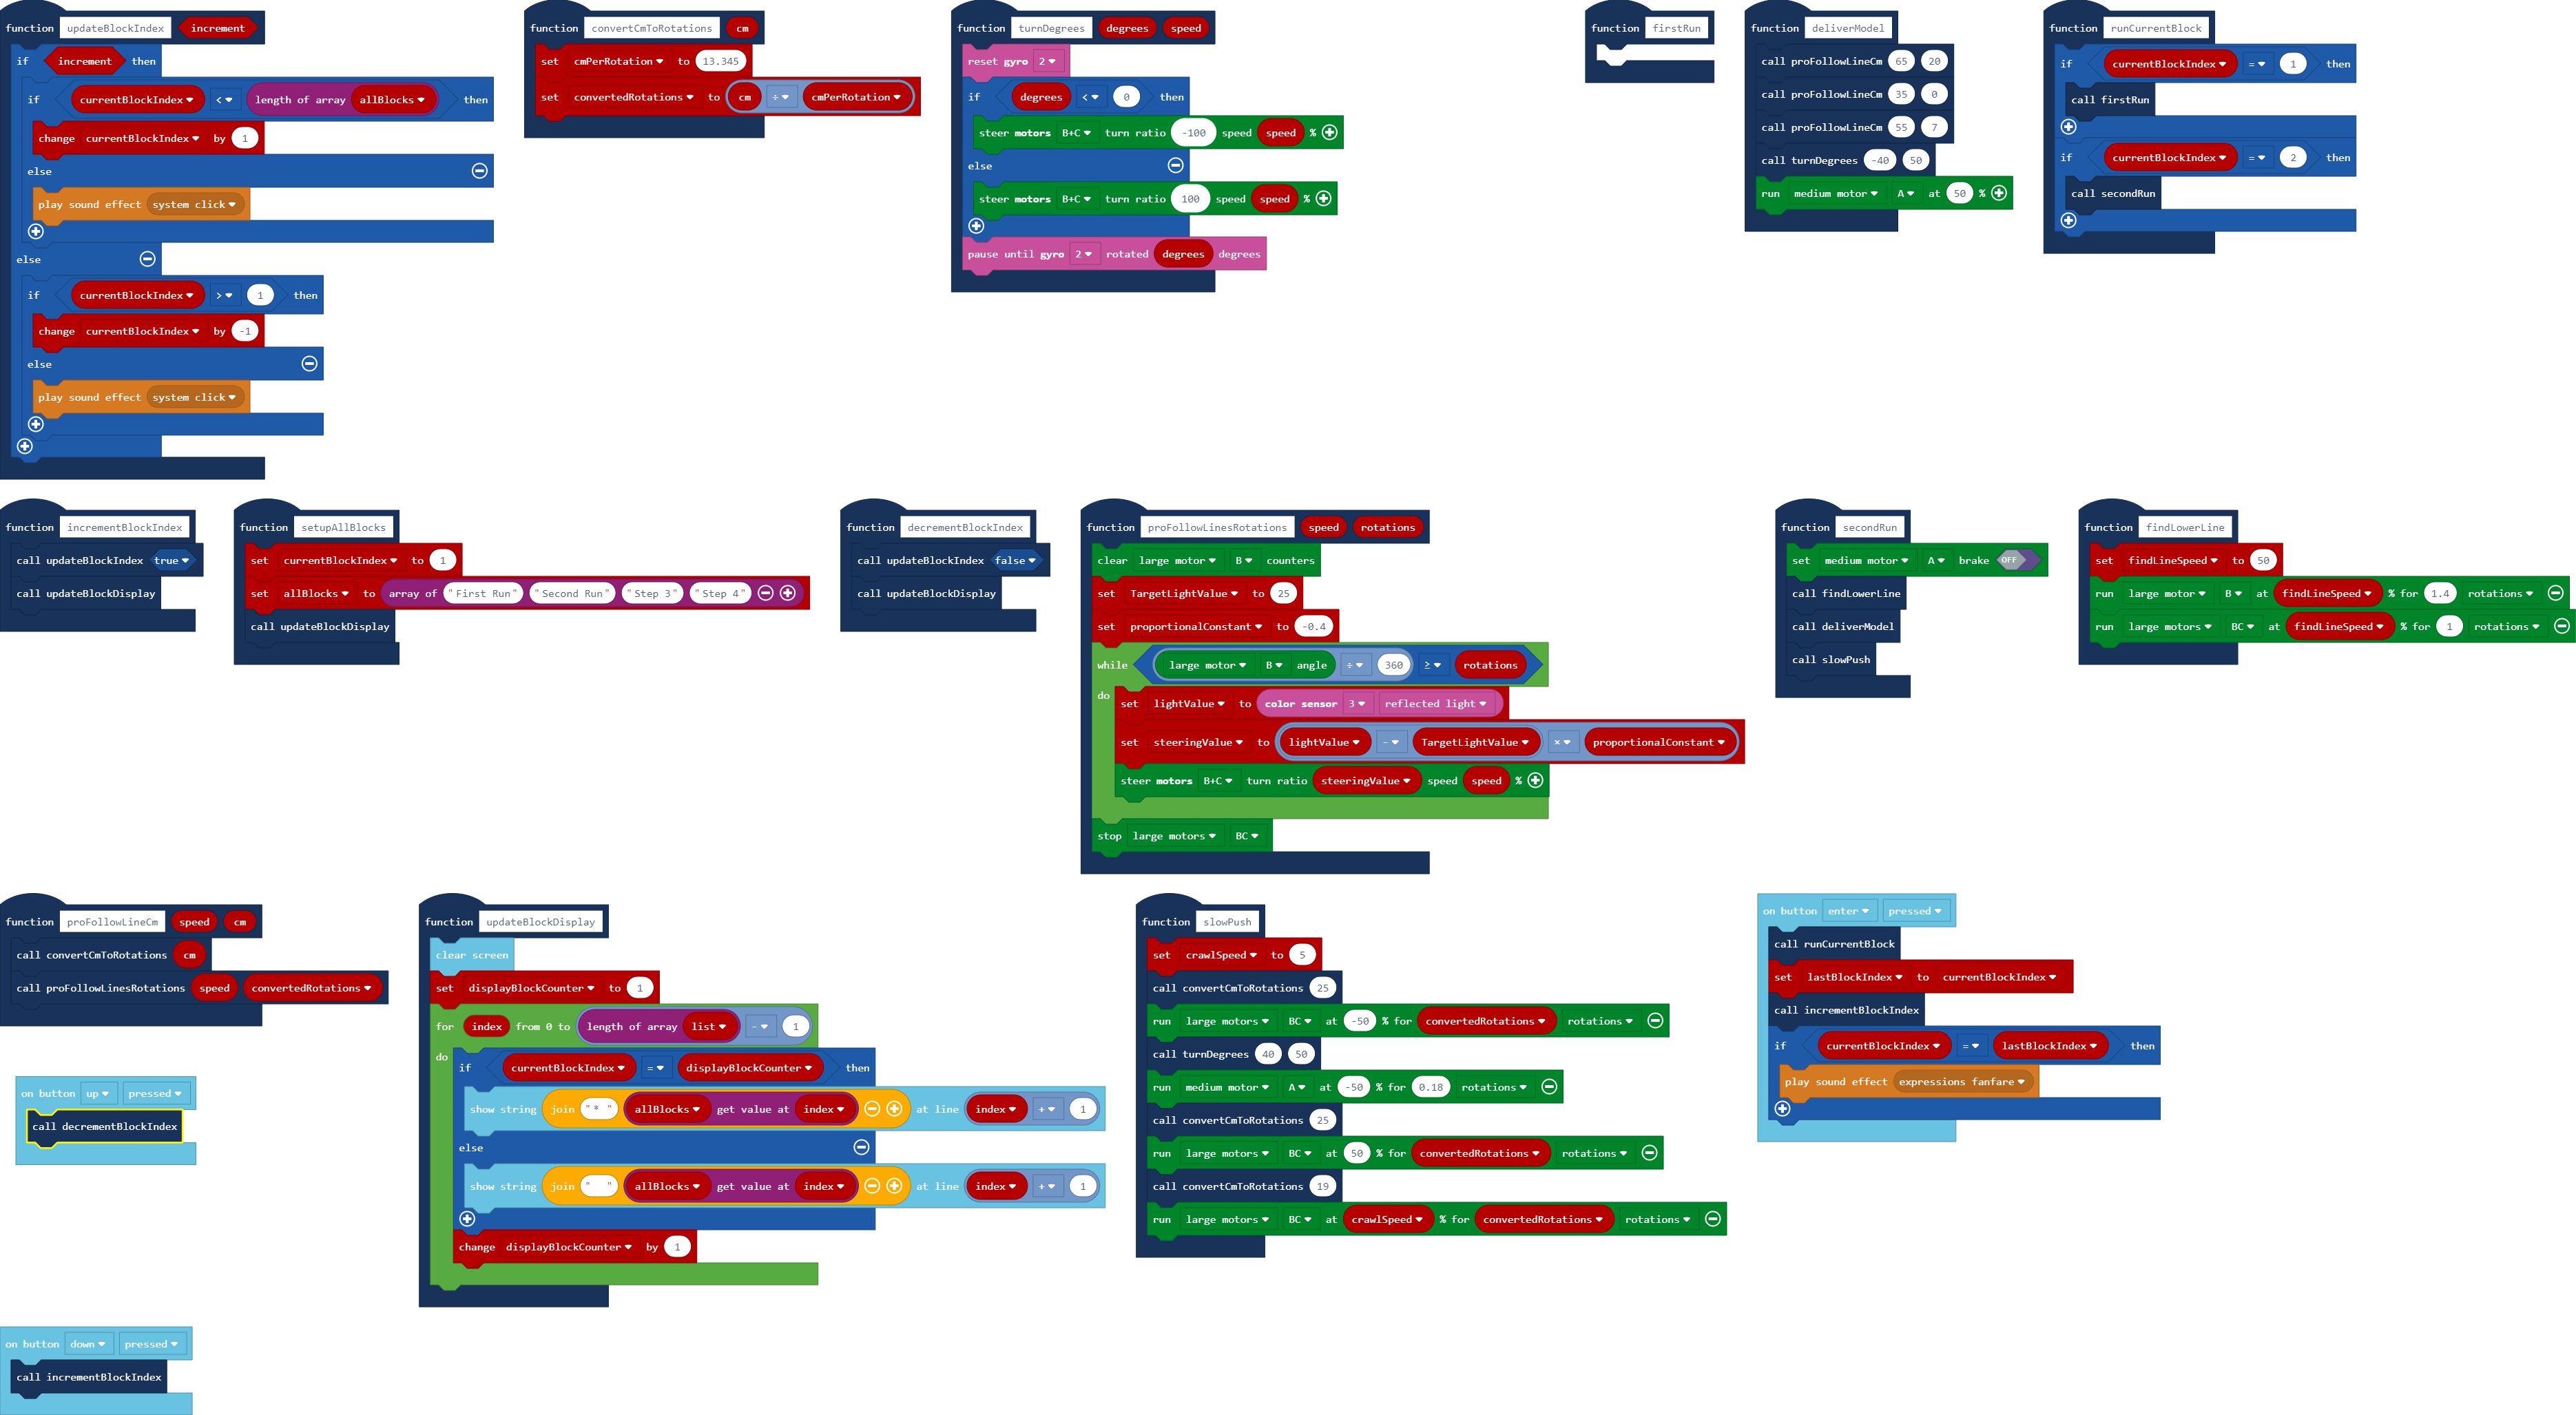 function updateBlockIndex increment
if increment then
if currentBlockIndex < length of array allBlocks then
change currentBlockIndex by 1
else
play sound effect system click
else
if currentBlockIndex > 1 then
change currentBlockIndex by -1
else
play sound effect system click
function convertCmToRotations cm
set cmPerRotation to 13.345
set convertedRotations to cm ÷ cmPerRotation
function turnDegrees degrees speed
reset gyro 2
if degrees < 0 then
steer motors B+C turn ratio -100 speed speed %
else
steer motors B+C turn ratio 100 speed speed %
pause until gyro 2 rotated degrees degrees
function firstRun
function deliverModel
call proFollowLineCm 65 20
call proFollowLineCm 35 0
call proFollowLineCm 55 7
call turnDegrees -40 50
run medium motor A at 50 %
function runCurrentBlock
if currentBlockIndex = 1 then
call firstRun
if currentBlockIndex = 2 then
call secondRun
function incrementBlockIndex
call updateBlockIndex true
call updateBlockDisplay
function setupAllBlocks
set currentBlockIndex to 1
set allBlocks to array of "First Run" "Second Run" "Step 3" "Step 4"
call updateBlockDisplay
function decrementBlockIndex
call updateBlockIndex false
call updateBlockDisplay
function proFollowLinesRotations speed rotations
clear large motor B counters
set TargetLightValue to 25
set proportionalConstant to -0.4
while large motor B angle ÷ 360 ≥ rotations
do
set lightValue to color sensor 3 reflected light
set steeringValue to lightValue - TargetLightValue × proportionalConstant
steer motors B+C turn ratio steeringValue speed speed %
stop large motors BC
function secondRun
set medium motor A brake OFF
call findLowerLine
call deliverModel
call slowPush
function findLowerLine
set findLineSpeed to 50
run large motor B at findLineSpeed % for 1.4 rotations
run large motors BC at findLineSpeed % for 1 rotations
function proFollowLineCm speed cm
call convertCmToRotations cm
call proFollowLinesRotations speed convertedRotations
on button up pressed
call decrementBlockIndex
function updateBlockDisplay
clear screen
set displayBlockCounter to 1
for index from 0 to length of array list - 1
do
if currentBlockIndex = displayBlockCounter then
show string join "* " allBlocks get value at index at line index + 1
else
show string join "  " allBlocks get value at index at line index + 1
change displayBlockCounter by 1
function slowPush
set crawlSpeed to 5
call convertCmToRotations 25
run large motors BC at -50 % for convertedRotations rotations
call turnDegrees 40 50
run medium motor A at -50 % for 0.18 rotations
call convertCmToRotations 25
run large motors BC at 50 % for convertedRotations rotations
call convertCmToRotations 19
run large motors BC at crawlSpeed % for convertedRotations rotations
on button enter pressed
call runCurrentBlock
set lastBlockIndex to currentBlockIndex
call incrementBlockIndex
if currentBlockIndex = lastBlockIndex then
play sound effect expressions fanfare
on button down pressed
call incrementBlockIndex